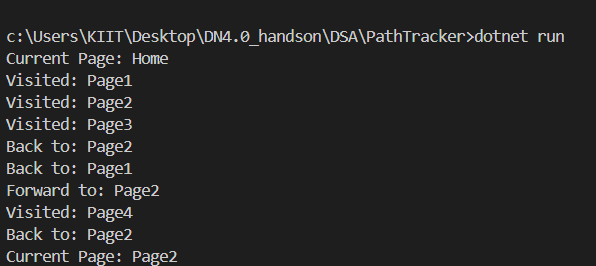 c:\Users\KIIT\Desktop\DN4.0_handson\DSA\PathTracker>dotnet run
Current Page: Home
Visited: Page1
Visited: Page2
Visited: Page3
Back to: Page2
Back to: Page1
Forward to: Page2
Visited: Page4
Back to: Page2
Current Page: Page2